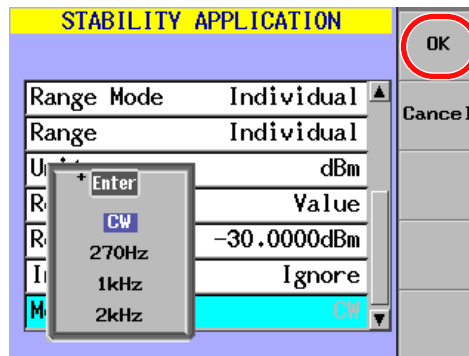 STABILITY APPLICATION
OK
Cancel
Range Mode Individual
Range Individual
dBm
Value
-30.0000dBm
Ignore
CW
Enter
CW
270Hz
1kHz
2kHz